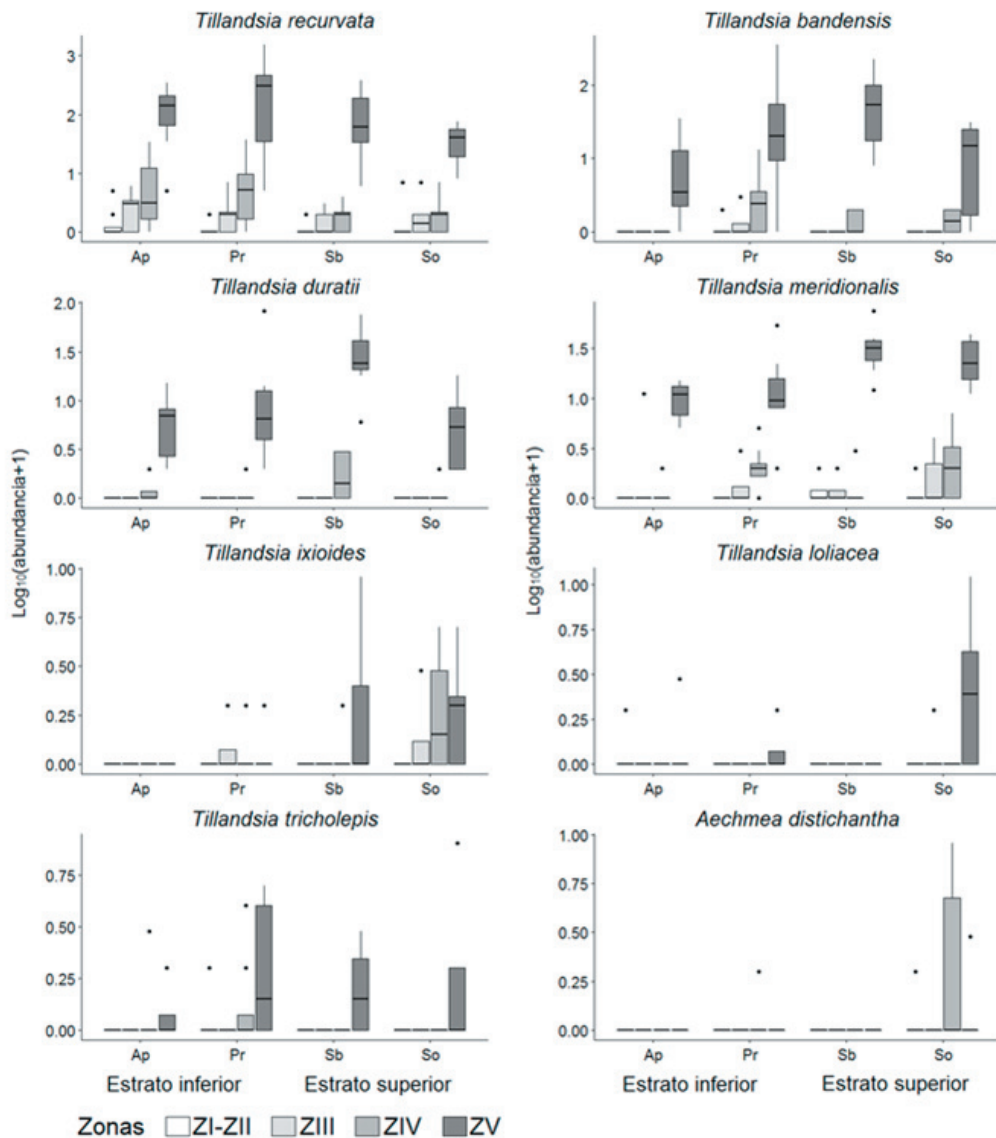 Tillandsia recurvata
3
2
1
0
Ap Pr Sb So
Tillandsia bandensis
2
1
0
Ap Pr Sb So
Tillandsia duratii
2.0
1.5
1.0
0.5
0.0
Ap Pr Sb So
Tillandsia meridionalis
1.5
1.0
0.5
0.0
Ap Pr Sb So
Log10(abundancia+1)
Log10(abundancia+1)
Tillandsia ixioides
1.00
0.75
0.50
0.25
0.00
Ap Pr Sb So
Tillandsia loliacea
1.00
0.75
0.50
0.25
0.00
Ap Pr Sb So
Tillandsia tricholepis
0.75
0.50
0.25
0.00
Ap Pr Sb So
Estrato inferior Estrato superior
Aechmea distichantha
1.00
0.75
0.50
0.25
0.00
Ap Pr Sb So
Estrato inferior Estrato superior
Zonas ZI-ZII ZIII ZIV ZV